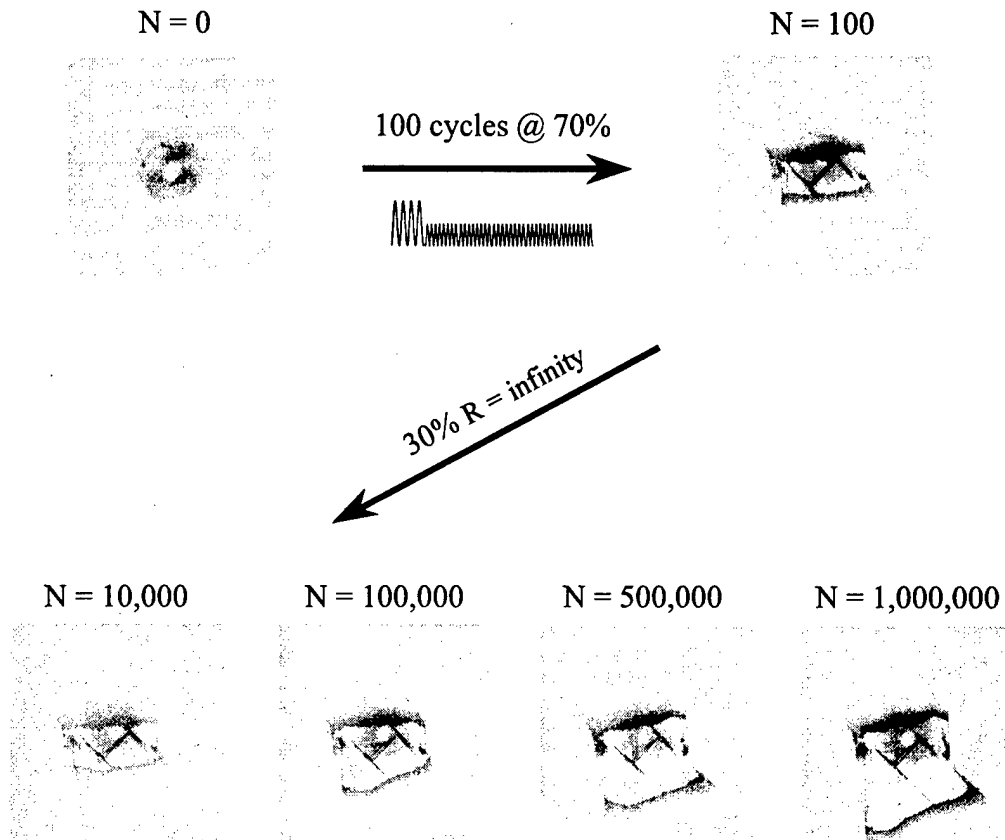 N = 0
N = 100
100 cycles @ 70%
30% R = infinity
N = 10,000
N = 100,000
N = 500,000
N = 1,000,000